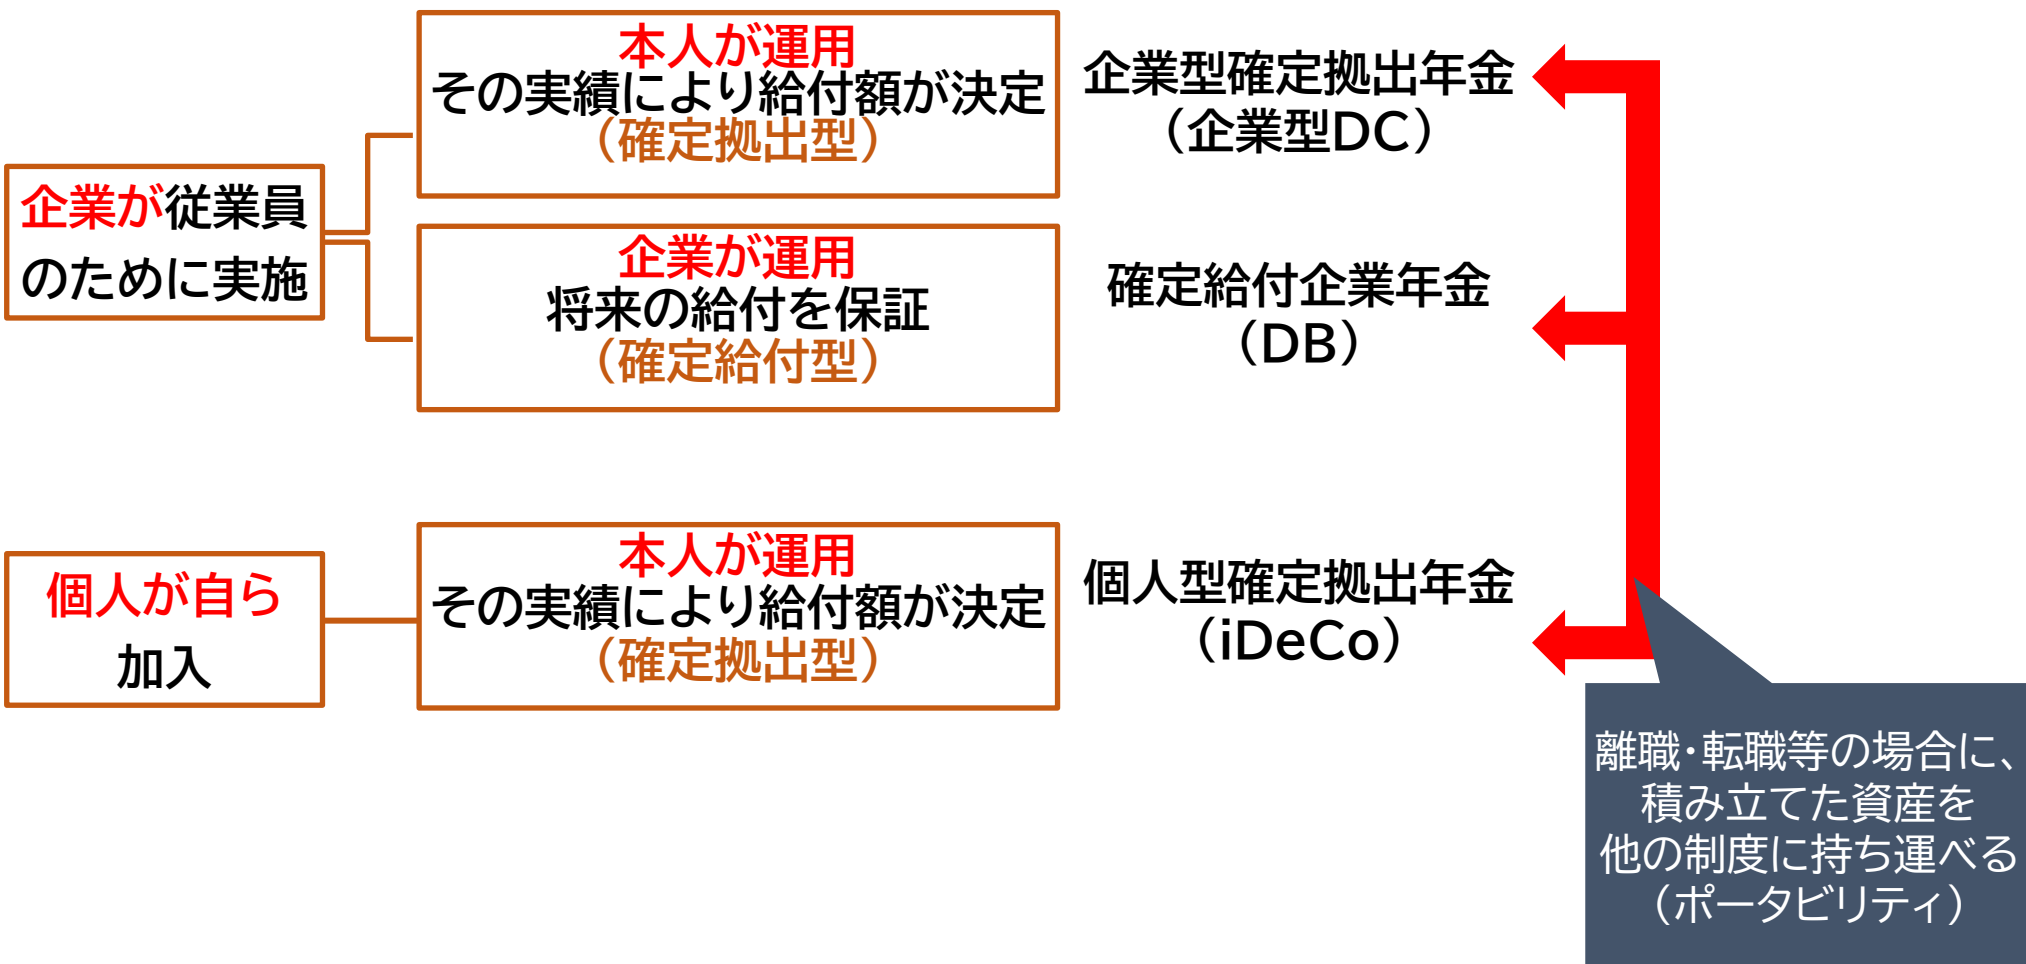 本人が運用
その実績により給付額が決定
（確定拠出型）
企業型確定拠出年金
（企業型DC）
企業が従業員
のために実施
企業が運用
将来の給付を保証
（確定給付型）
確定給付企業年金
（DB）
個人が自ら
加入
本人が運用
その実績により給付額が決定
（確定拠出型）
個人型確定拠出年金
（iDeCo）
離職・転職等の場合に、
積み立てた資産を
他の制度に持ち運べる
（ポータビリティ）